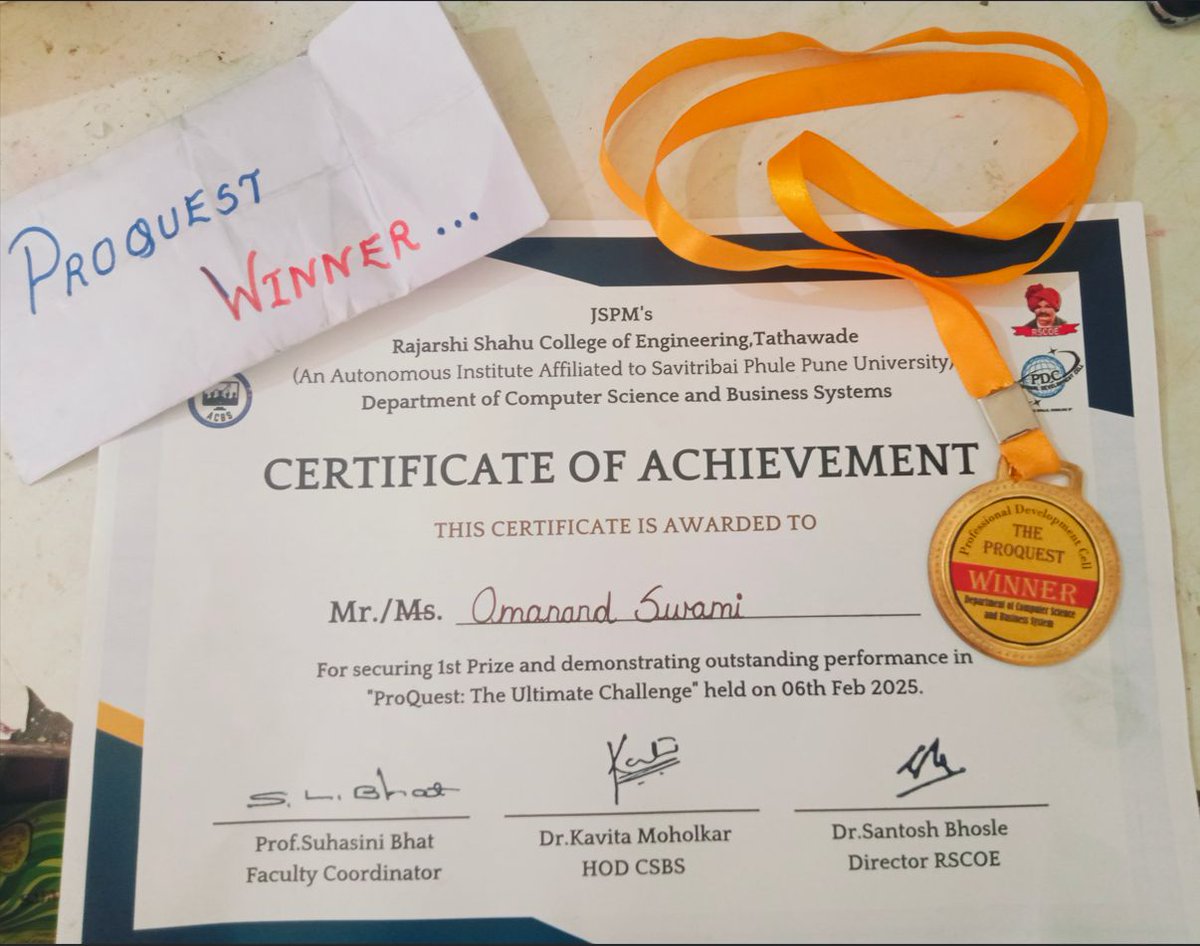 PROQUEST
WINNER...
JSPM's
Rajarshi Shahu College of Engineering,Tathawade
(An Autonomous Institute Affiliated to Savitribai Phule Pune University)
Department of Computer Science and Business Systems
ACBS
RSCOE
PDC
CERTIFICATE OF ACHIEVEMENT
THIS CERTIFICATE IS AWARDED TO
Mr./Ms. Omanand Swami
For securing 1st Prize and demonstrating outstanding performance in
"ProQuest: The Ultimate Challenge" held on 06th Feb 2025.
Professional Development Cell
THE
PROQUEST
WINNER
Department of Computer Science
and Business System
S. L. Bhat
Prof.Suhasini Bhat
Faculty Coordinator
Dr.Kavita Moholkar
HOD CSBS
Dr.Santosh Bhosle
Director RSCOE